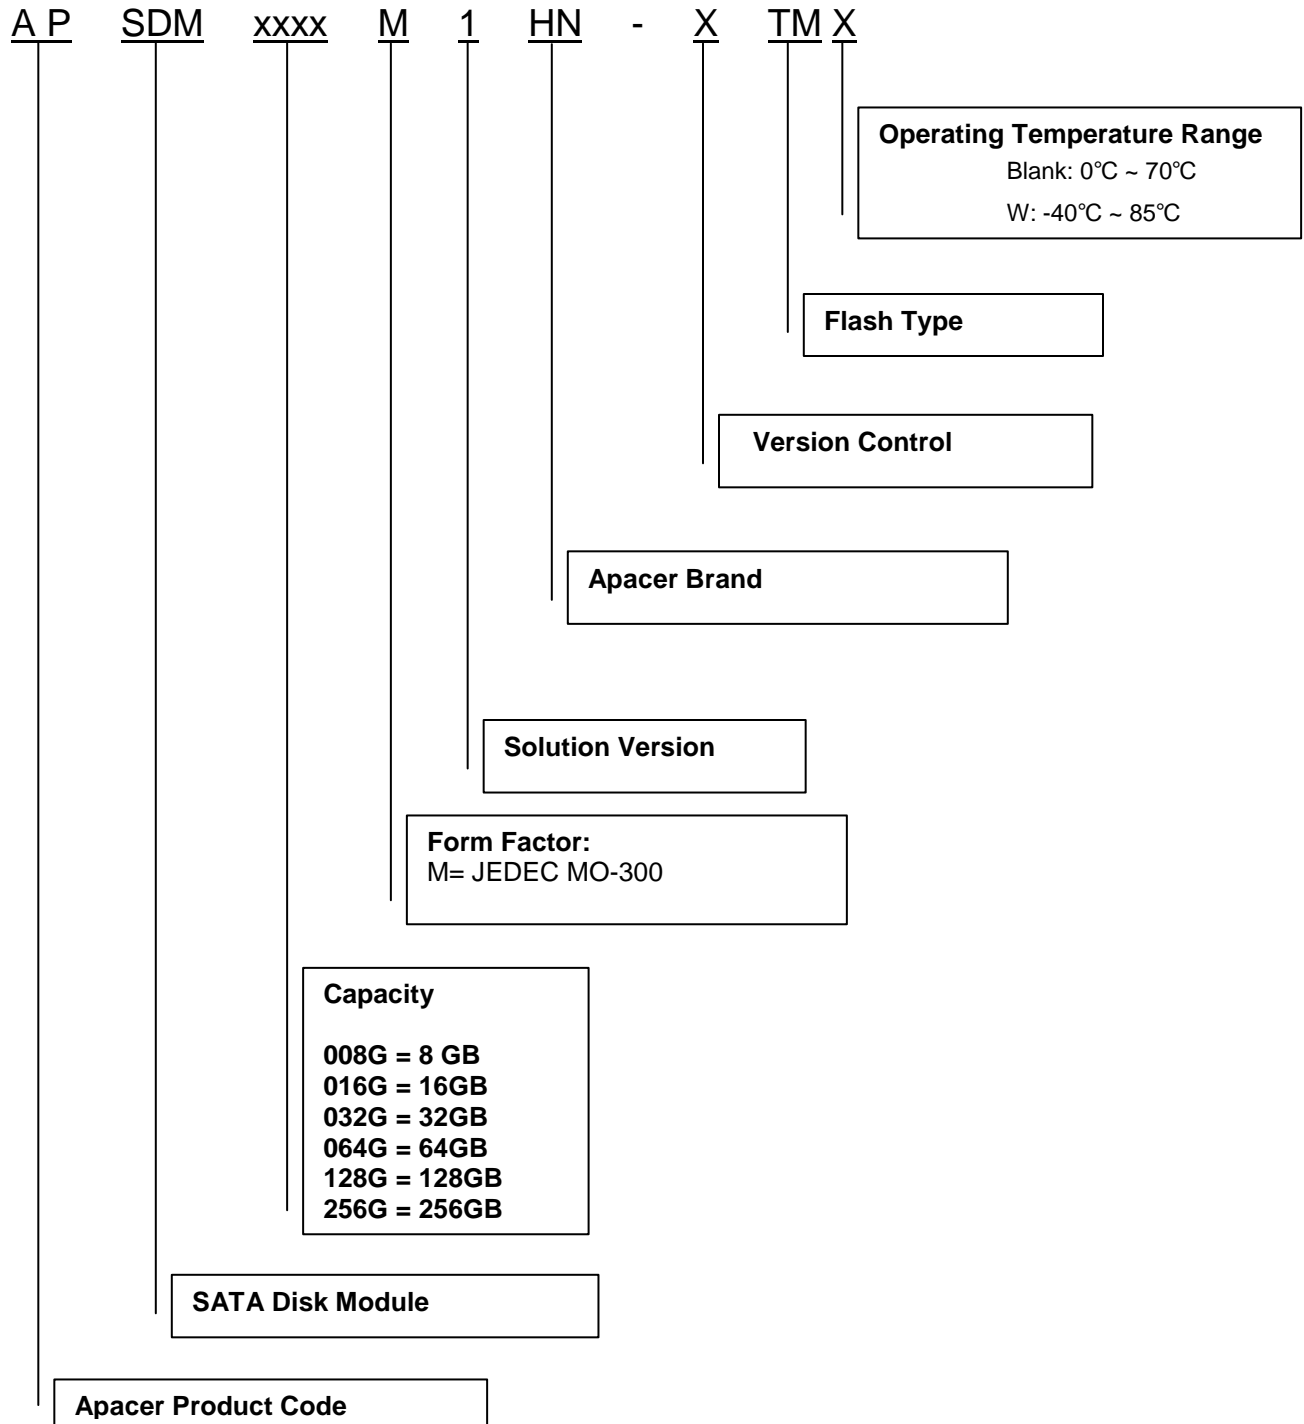 A P SDM xxxx M 1 HN - X TM X
Operating Temperature Range
Blank: 0℃ ~ 70℃
W: -40℃ ~ 85℃
Flash Type
Version Control
Apacer Brand
Solution Version
Form Factor:
M= JEDEC MO-300
Capacity
008G = 8 GB
016G = 16GB
032G = 32GB
064G = 64GB
128G = 128GB
256G = 256GB
SATA Disk Module
Apacer Product Code